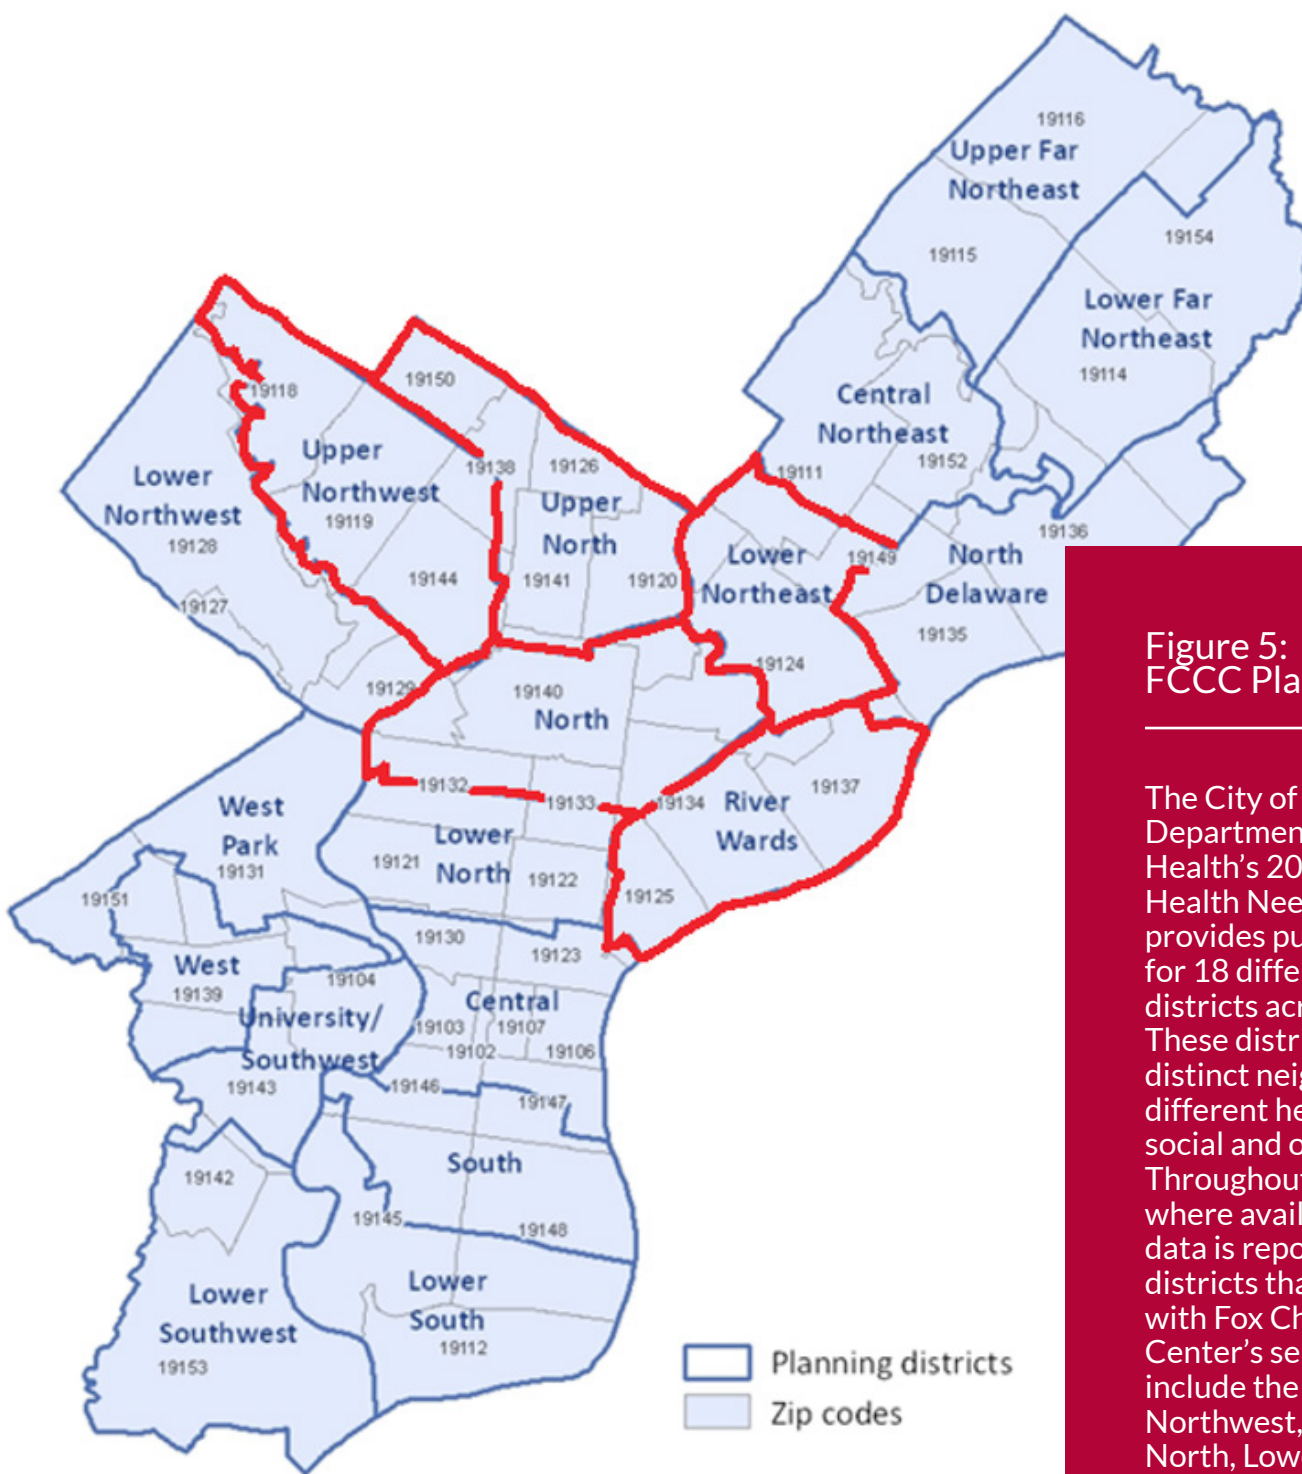 19116
Upper Far
Northeast
19154
19115
Lower Far
Northeast
19114
19150
19118
Central
Northeast
Upper
Northwest
19138
19126
19111
19152
Lower
Northwest
19119
Upper
North
19128
19136
19144
19141
19120
Lower
Northeast
19149
North
Delaware
19127
19135
19124
19129
19140
North
19132
19133
19134
River
Wards
19137
West
Park
19131
Lower
North
19121
19122
19125
19151
19130
19123
West
19139
19104
University/
Southwest
Central
19103
19107
19102
19106
19143
19146
19147
South
19142
19145
19148
Lower
Southwest
19153
Lower
South
19112
Planning districts
Zip codes
Figure 5:
FCCC Pla
The City of
Departmen
Health's 20
Health Nee
provides pu
for 18 diffe
districts acr
These distri
distinct neig
different he
social and o
Throughout
where avail
data is repo
districts tha
with Fox Ch
Center's se
include the
Northwest,
North, Low